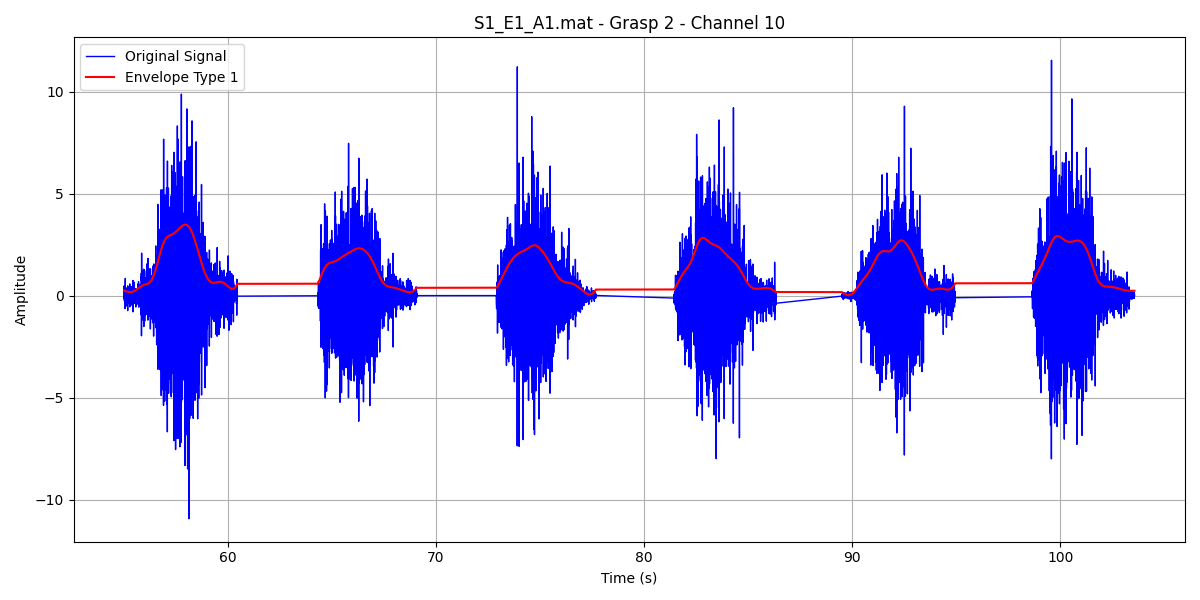 S1_E1_A1.mat - Grasp 2 - Channel 10
Original Signal
Envelope Type 1
Amplitude
10
5
0
−5
−10
60 70 80 90 100
Time (s)